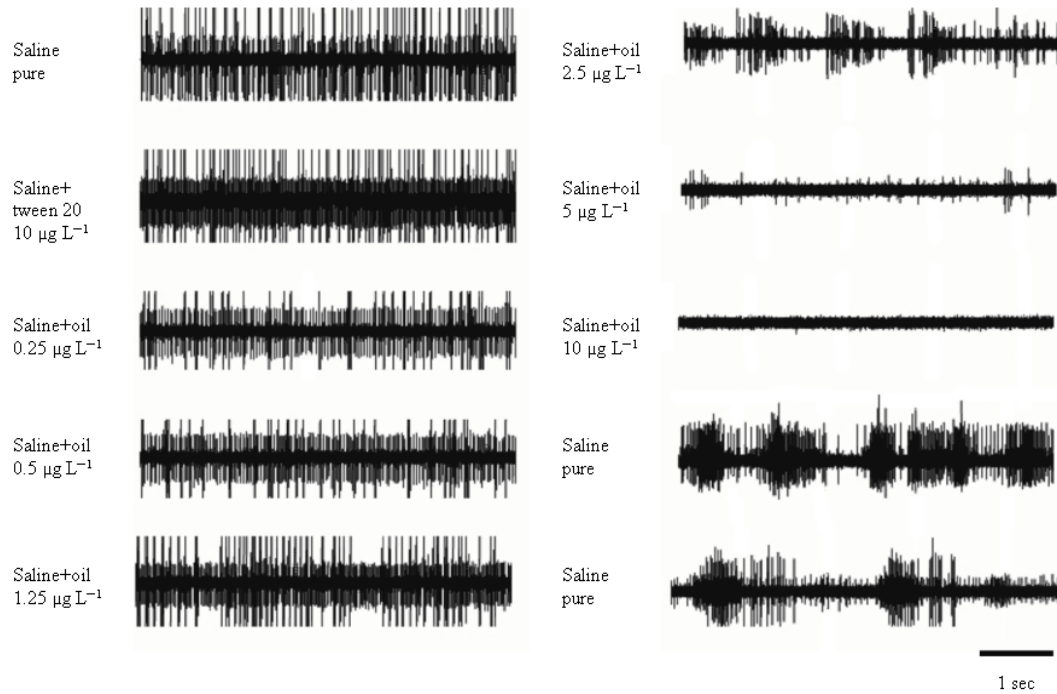 Saline
pure
Saline+
tween 20
10 µg L⁻¹
Saline+oil
0.25 µg L⁻¹
Saline+oil
0.5 µg L⁻¹
Saline+oil
1.25 µg L⁻¹
Saline+oil
2.5 µg L⁻¹
Saline+oil
5 µg L⁻¹
Saline+oil
10 µg L⁻¹
Saline
pure
Saline
pure
1 sec